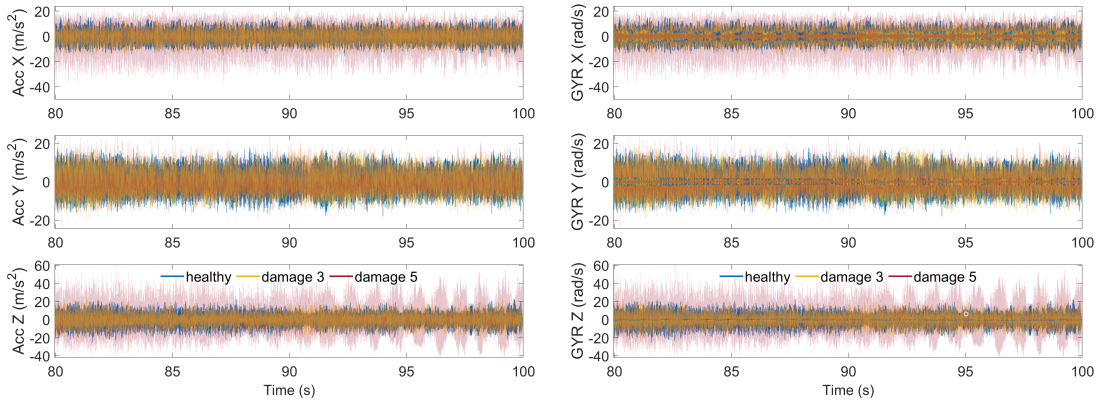 20
0
-20
-40
Acc X (m/s²)
80 85 90 95 100
20
0
-20
-40
GYR X (rad/s)
80 85 90 95 100
20
0
-20
Acc Y (m/s²)
80 85 90 95 100
20
0
-20
GYR Y (rad/s)
80 85 90 95 100
60
40
20
0
-20
-40
Acc Z (m/s²)
healthy damage 3 damage 5
80 85 90 95 100
Time (s)
60
40
20
0
-20
-40
GYR Z (rad/s)
healthy damage 3 damage 5
80 85 90 95 100
Time (s)